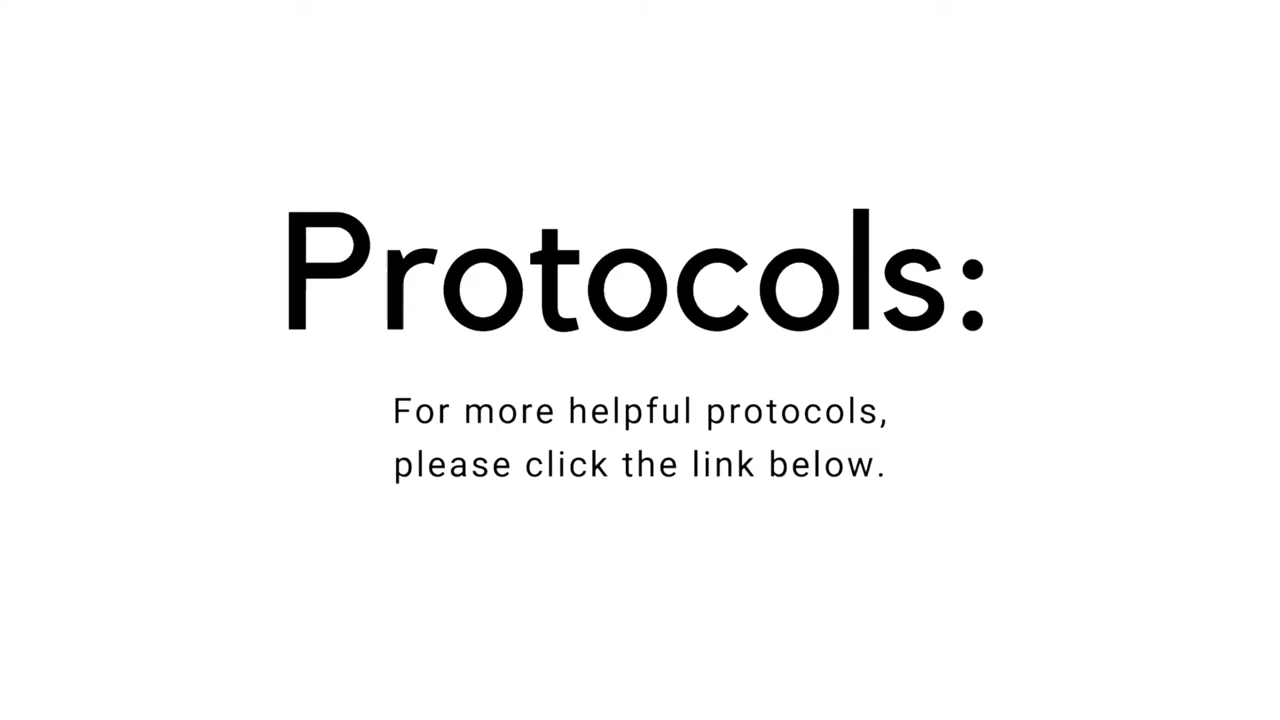 Protocols:
For more helpful protocols,
please click the link below.